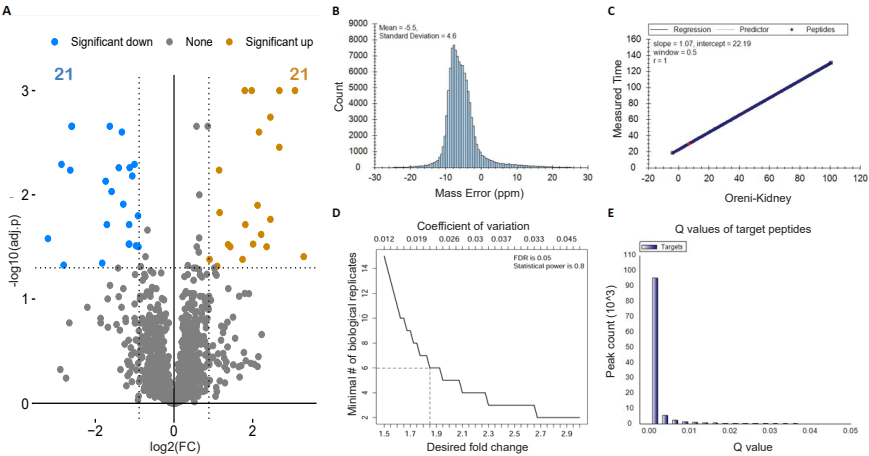 A
Significant down
None
Significant up
21
21
3
2
1
0
-log10(adj.p)
−2
0
2
log2(FC)
B
Mean = -5.5,
Standard Deviation = 4.6
9000
8000
7000
6000
5000
4000
3000
2000
1000
0
Count
-30
-20
-10
0
10
20
30
Mass Error (ppm)
C
Regression
Predictor
Peptides
slope = 1.07, intercept = 22.19
window = 0.5
r = 1
160
140
120
100
80
60
40
20
0
Measured Time
-20
0
20
40
60
80
100
120
Oreni-Kidney
D
Coefficient of variation
0.012
0.019
0.026
0.03
0.037
0.045
FDR is 0.05
Statistical power is 0.8
14
12
10
8
6
4
2
Minimal # of biological replicates
1.5
1.7
1.9
2.1
2.3
2.5
2.7
2.9
Desired fold change
E
Q values of target peptides
Targets
110
100
90
80
70
60
50
40
30
20
10
0
Peak count (10^3)
0.00
0.01
0.02
0.03
0.04
0.05
Q value